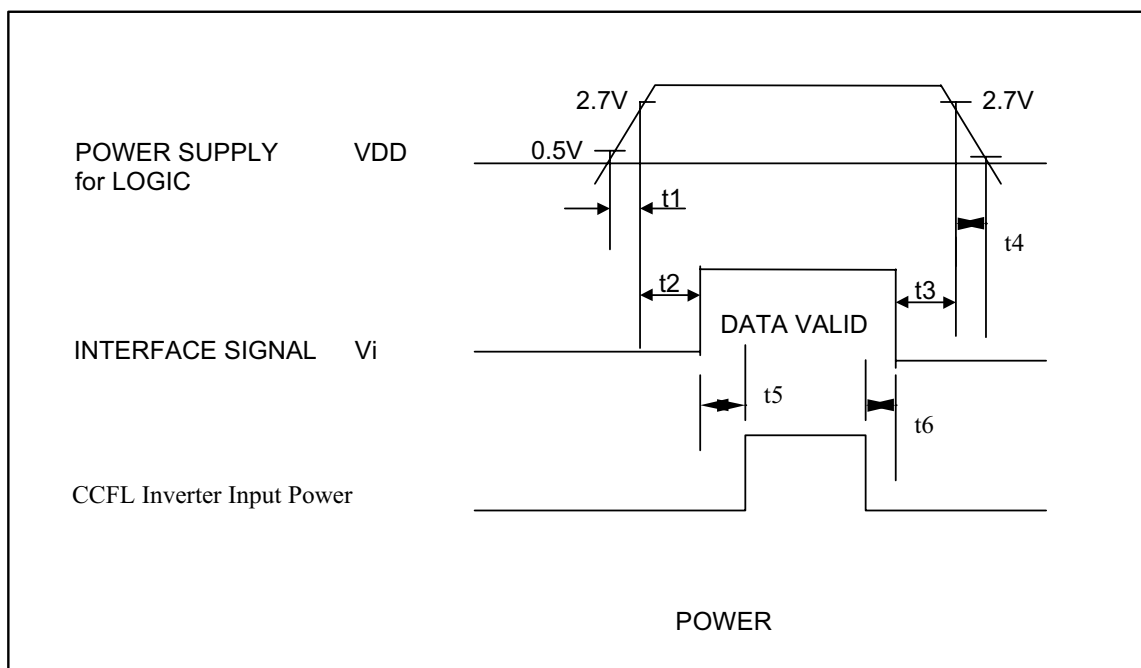 2.7V 2.7V
POWER SUPPLY VDD 0.5V
for LOGIC
t1
t4
t2 t3
DATA VALID
INTERFACE SIGNAL Vi
t5
t6
CCFL Inverter Input Power
POWER